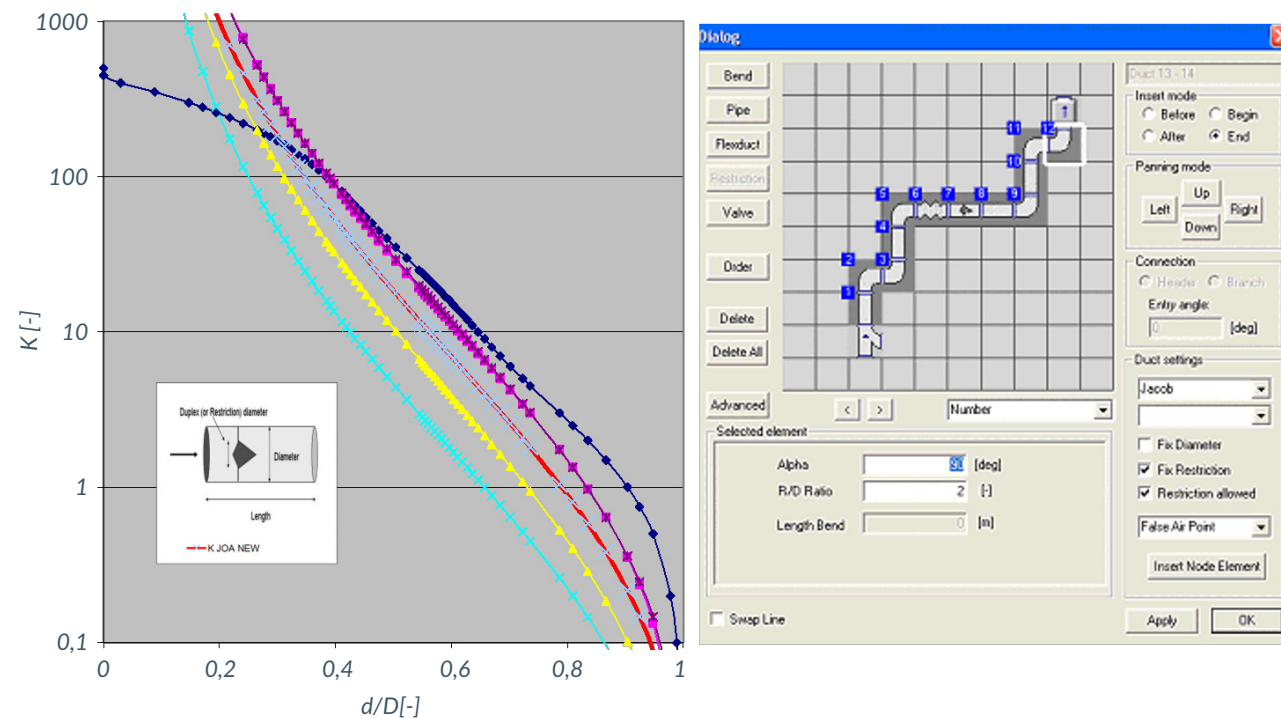 1000
100
10
1
0,1
K [-]
0
0,2
0,4
0,6
0,8
1
d/D[-]
Duplex (or Restriction) diameter
Diameter
Length
K JOA NEW
Dialog
Bend
Pipe
Flexduct
Restriction
Valve
Order
Delete
Delete All
Advanced
1
2
3
4
5
6
7
8
9
10
11
12
< >
Number
Selected element
Alpha 90 [deg]
R/D Ratio 2 [-]
Length Bend 0 [m]
Swap Line
Duct 13 - 14
Insert mode
Before Begin
After End
Panning mode
Up
Left Right
Down
Connection
Header Branch
Entry angle:
0 [deg]
Duct settings
Jacob
Fix Diameter
Fix Restriction
Restriction allowed
False Air Point
Insert Node Element
Apply OK